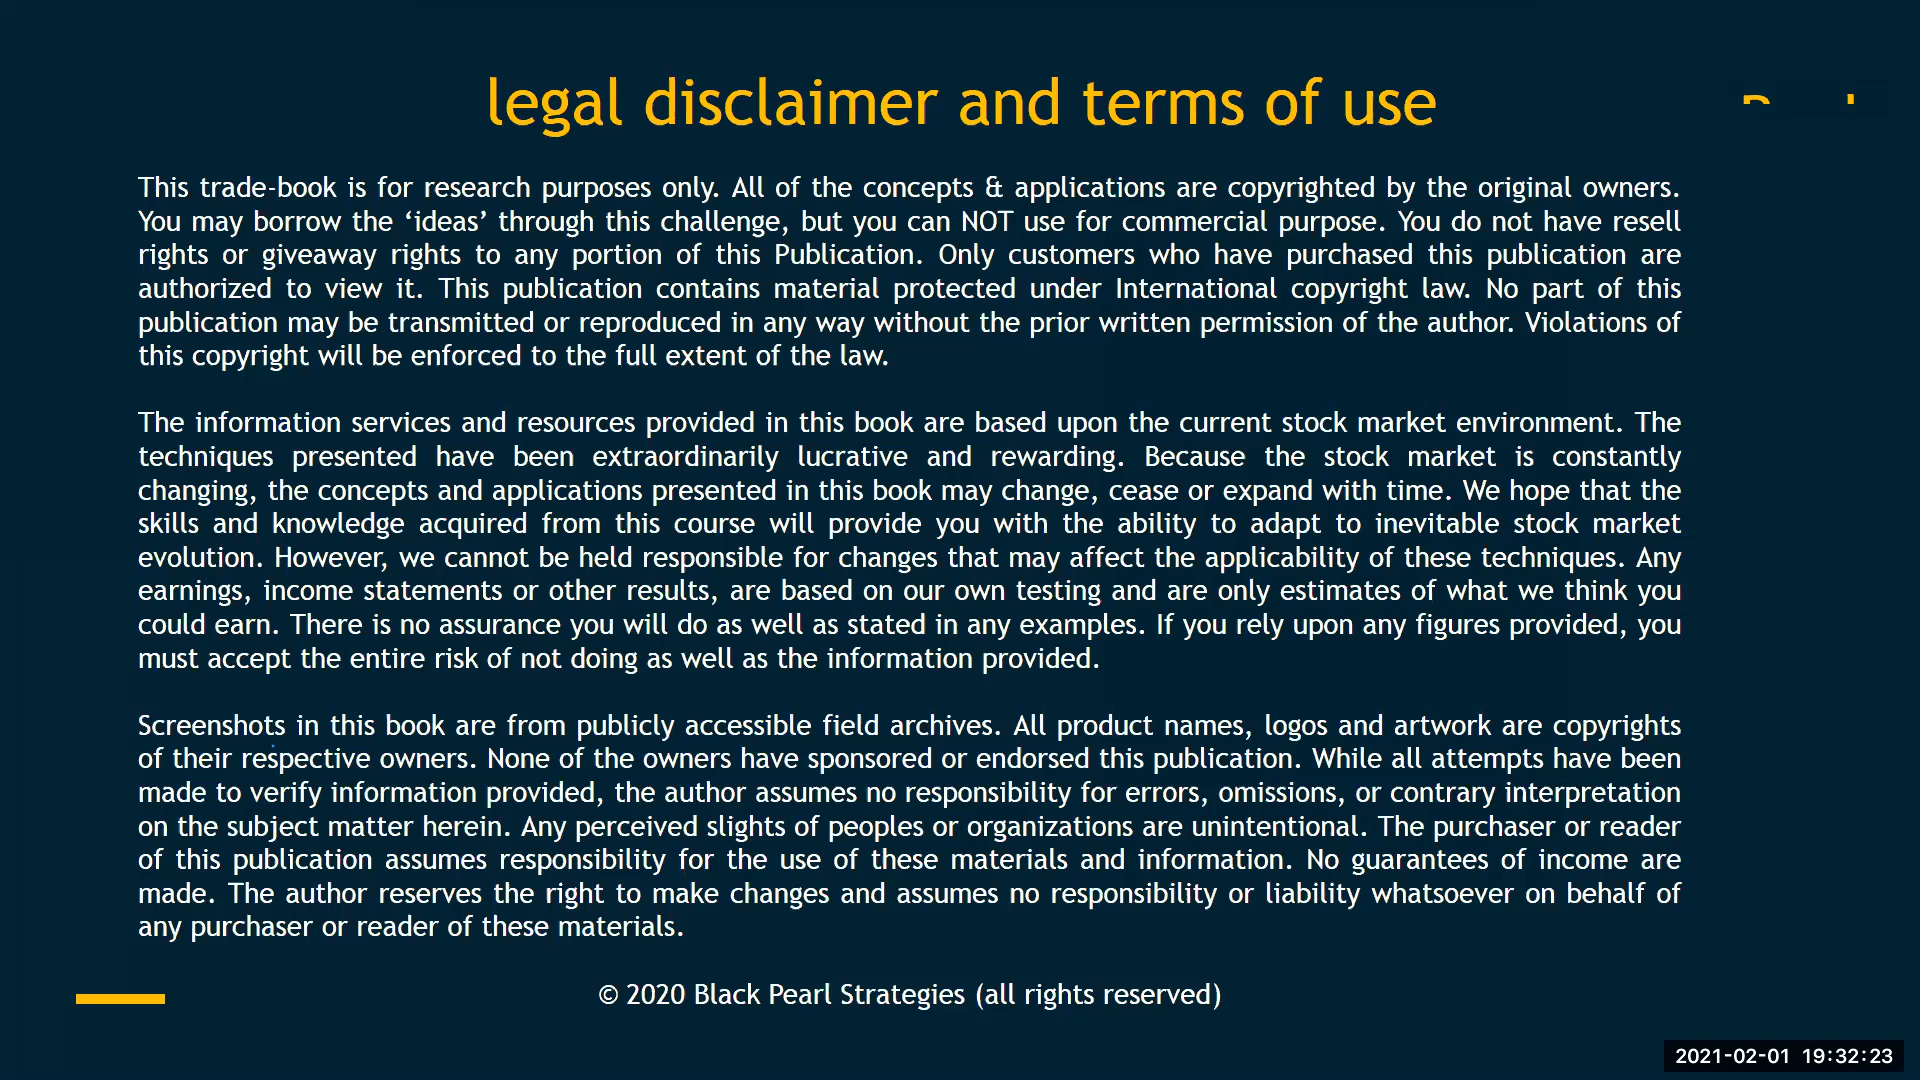 legal disclaimer and terms of use
This trade-book is for research purposes only. All of the concepts & applications are copyrighted by the original owners.
You may borrow the ‘ideas’ through this challenge, but you can NOT use for commercial purpose. You do not have resell
rights or giveaway rights to any portion of this Publication. Only customers who have purchased this publication are
authorized to view it. This publication contains material protected under International copyright law. No part of this
publication may be transmitted or reproduced in any way without the prior written permission of the author. Violations of
this copyright will be enforced to the full extent of the law.
The information services and resources provided in this book are based upon the current stock market environment. The
techniques presented have been extraordinarily lucrative and rewarding. Because the stock market is constantly
changing, the concepts and applications presented in this book may change, cease or expand with time. We hope that the
skills and knowledge acquired from this course will provide you with the ability to adapt to inevitable stock market
evolution. However, we cannot be held responsible for changes that may affect the applicability of these techniques. Any
earnings, income statements or other results, are based on our own testing and are only estimates of what we think you
could earn. There is no assurance you will do as well as stated in any examples. If you rely upon any figures provided, you
must accept the entire risk of not doing as well as the information provided.
Screenshots in this book are from publicly accessible field archives. All product names, logos and artwork are copyrights
of their respective owners. None of the owners have sponsored or endorsed this publication. While all attempts have been
made to verify information provided, the author assumes no responsibility for errors, omissions, or contrary interpretation
on the subject matter herein. Any perceived slights of peoples or organizations are unintentional. The purchaser or reader
of this publication assumes responsibility for the use of these materials and information. No guarantees of income are
made. The author reserves the right to make changes and assumes no responsibility or liability whatsoever on behalf of
any purchaser or reader of these materials.
© 2020 Black Pearl Strategies (all rights reserved)
2021-02-01 19:32:23